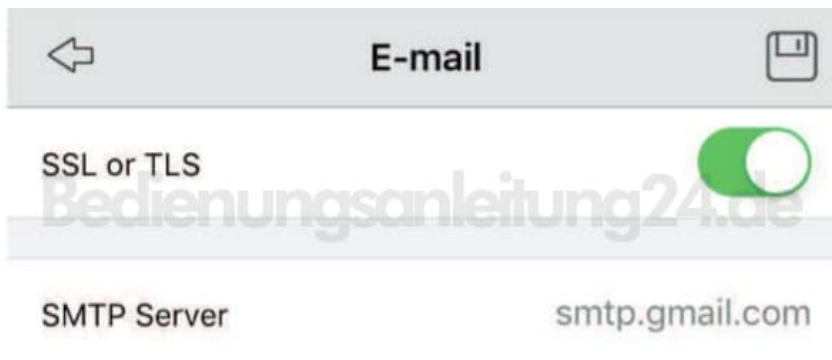 E-mail
SSL or TLS
Bedienungsanleitung24.de
SMTP Server smtp.gmail.com